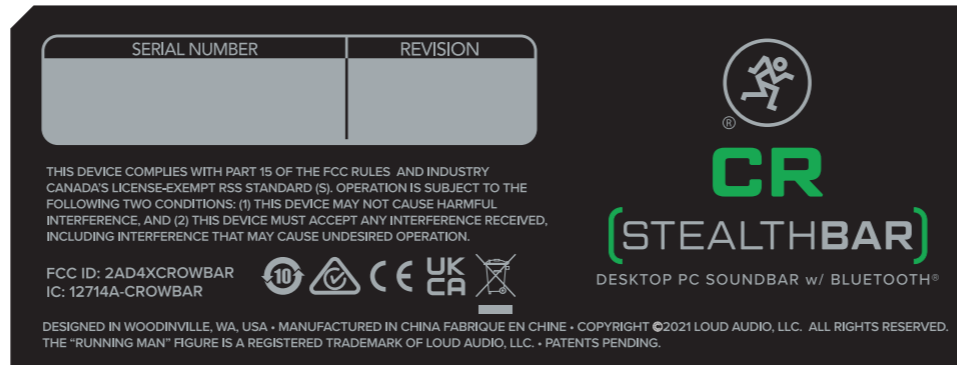 SERIAL NUMBER REVISION
THIS DEVICE COMPLIES WITH PART 15 OF THE FCC RULES AND INDUSTRY
CANADA'S LICENSE-EXEMPT RSS STANDARD (S). OPERATION IS SUBJECT TO THE
FOLLOWING TWO CONDITIONS: (1) THIS DEVICE MAY NOT CAUSE HARMFUL
INTERFERENCE, AND (2) THIS DEVICE MUST ACCEPT ANY INTERFERENCE RECEIVED,
INCLUDING INTERFERENCE THAT MAY CAUSE UNDESIRED OPERATION.
FCC ID: 2AD4XCROWBAR
IC: 12714A-CROWBAR
10
CE
UK
CA
®
CR
[STEALTHBAR]
DESKTOP PC SOUNDBAR w/ BLUETOOTH®
DESIGNED IN WOODINVILLE, WA, USA • MANUFACTURED IN CHINA FABRIQUE EN CHINE • COPYRIGHT ©2021 LOUD AUDIO, LLC. ALL RIGHTS RESERVED.
THE "RUNNING MAN" FIGURE IS A REGISTERED TRADEMARK OF LOUD AUDIO, LLC. • PATENTS PENDING.